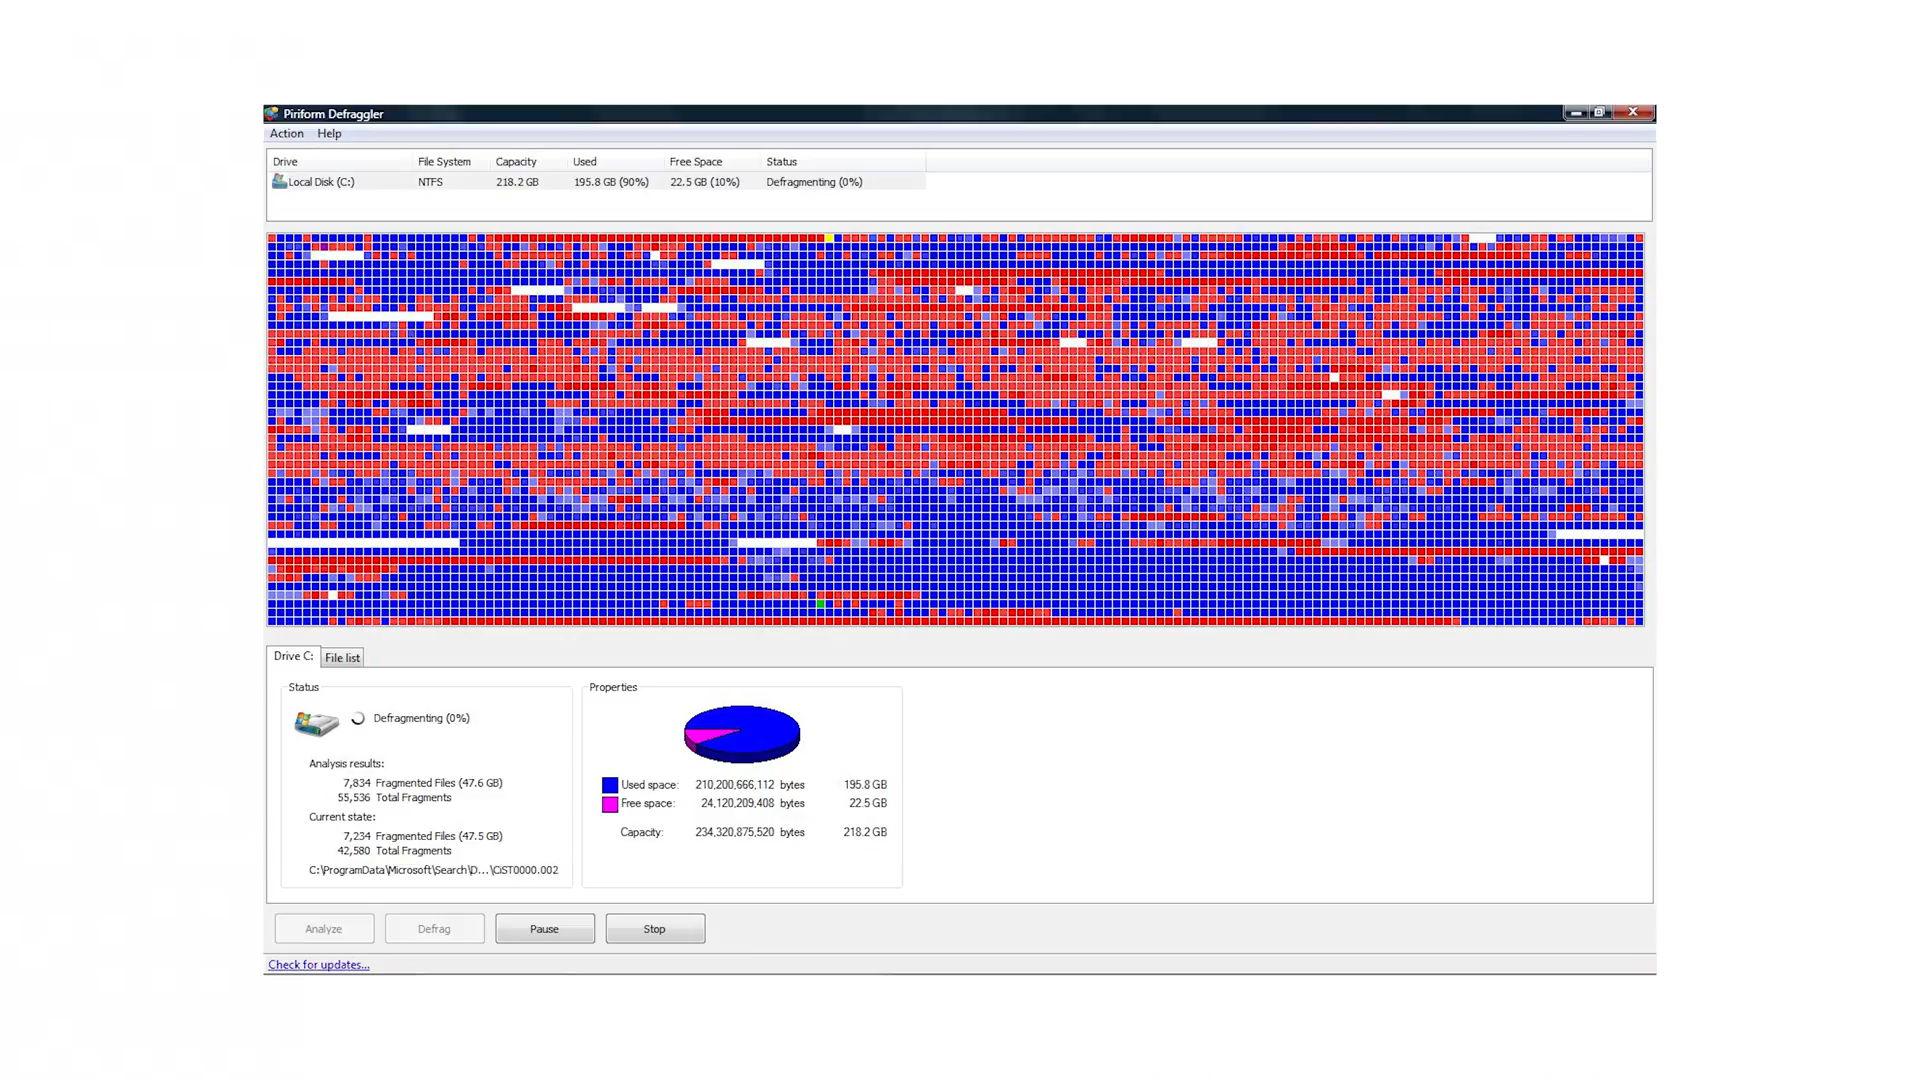 Piriform Defraggler
Action Help
Drive File System Capacity Used Free Space Status
Local Disk (C:) NTFS 218.2 GB 195.8 GB (90%) 22.5 GB (10%) Defragmenting (0%)
Drive C: File list
Status
Defragmenting (0%)
Analysis results:
7,834 Fragmented Files (47.6 GB)
55,536 Total Fragments
Current state:
7,234 Fragmented Files (47.5 GB)
42,580 Total Fragments
C:\ProgramData\Microsoft\Search\D...\CiST0000.002
Properties
Used space: 210,200,666,112 bytes 195.8 GB
Free space: 24,120,209,408 bytes 22.5 GB
Capacity: 234,320,875,520 bytes 218.2 GB
Analyze Defrag Pause Stop
Check for updates...